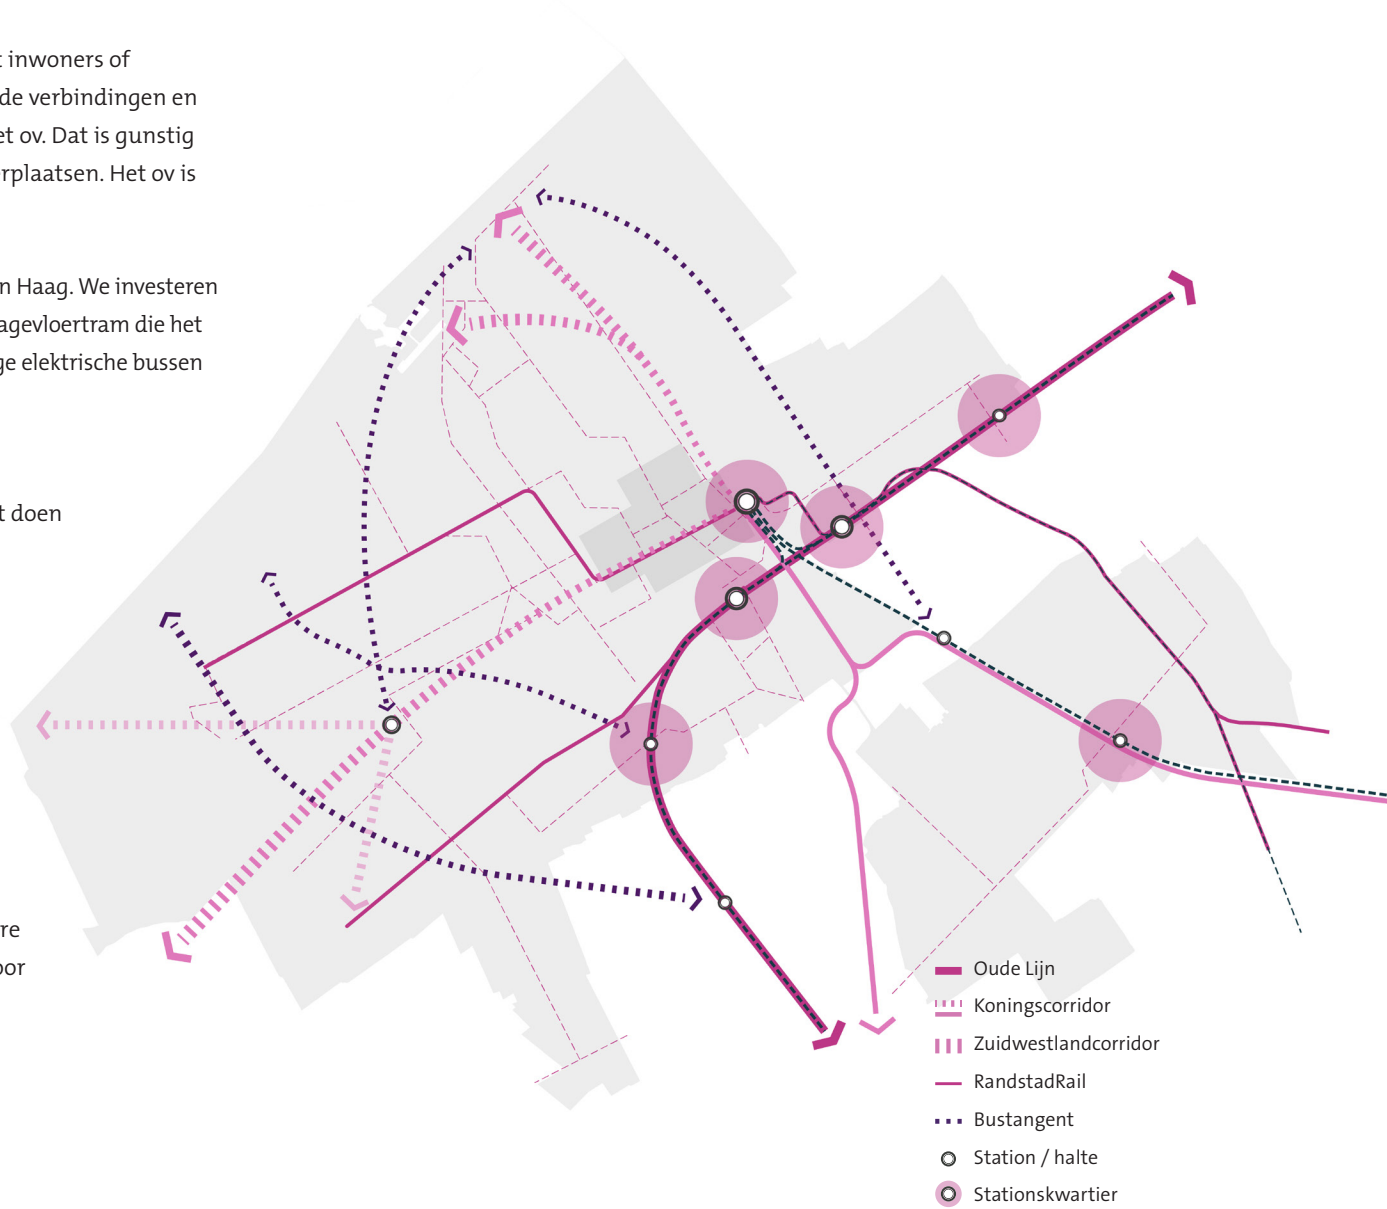 inwoners of
de verbindingen en
et ov. Dat is gunstig
rplaatsen. Het ov is
n Haag. We investeren
agevloertram die het
ge elektrische bussen
t doen
re
oor
Oude Lijn
Koningscorridor
Zuidwestlandcorridor
RandstadRail
Bustangent
Station / halte
Stationskwartier